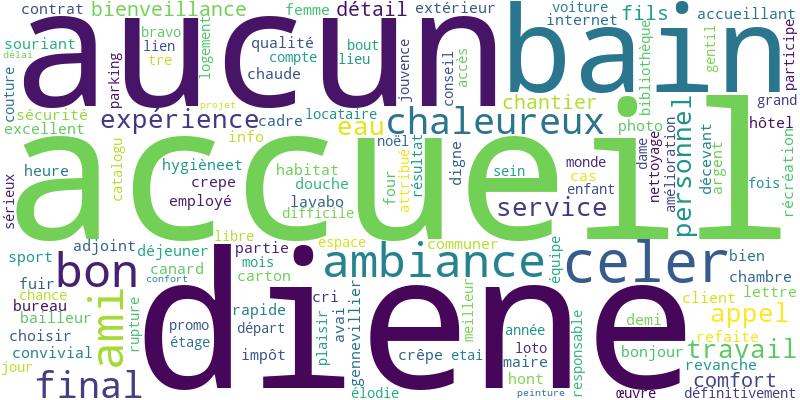 contrat
bienveillance
femme
détail
extérieur
voiture
internet
fils
accueillant
souriant
bravo
lien
tre
logement
qualité
compte
chaude
bout
lieu
délai
aucun
bain
couture
parking
jouvence
conseil
accès
bibliothèque
gentil
participe
sécurité
excellent
expérience
projet
cadre
locataire
eau
chaleureux
chantier
photo
grand
hôtel
info
noël
personnel
accueil
catalogu
hygièneet
crepe
employé
habitat
douche
lavabo
difficile
four
attribué
résultat
digne
sein
monde
cas
enfant
service
dame
nettoyage
amélioration
décevant
argent
fois
récréation
heure
sérieux
libre
adjoint
déjeuner
partie
espace
communer
sport
bon
canard
mois
carton
confort
ambiance
équipe
celer
bien
chambre
fuir
chance
bureau
bailleur
ami
diene
rupture
promo
étage
rapide
départ
cri
avai
gennevillier
meilleur
client
lettre
appel
demi
refaite
choisir
convivial
jour
impôt
plaisir
crêpe
etai
année
loto
maire
hont
responsable
bonjour
travail
revanche
final
élodie
peinture
œuvre
comfort
définitivement